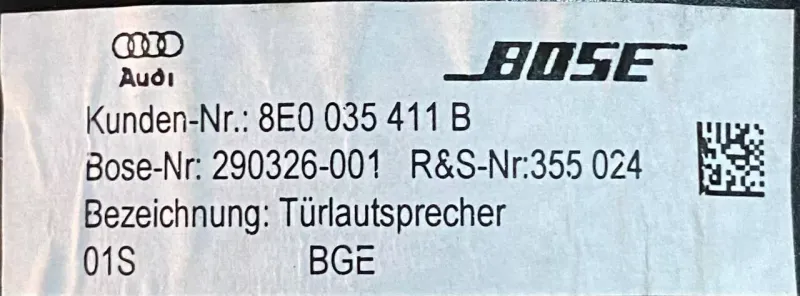 Audi BOSE
Kunden-Nr.: 8E0 035 411 B
Bose-Nr: 290326-001 R&S-Nr:355 024
Bezeichnung: Türlautsprecher
01S BGE